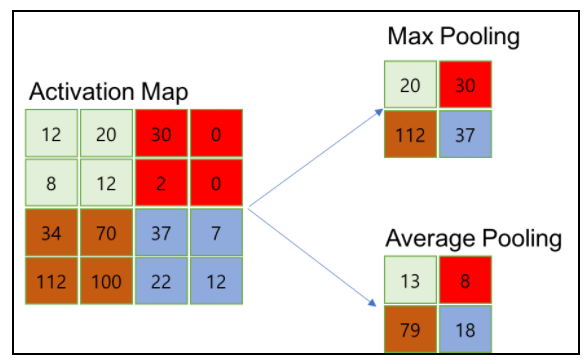 Max Pooling
20 30
112 37
Activation Map
12 20 30 0
8 12 2 0
34 70 37 7
112 100 22 12
Average Pooling
13 8
79 18